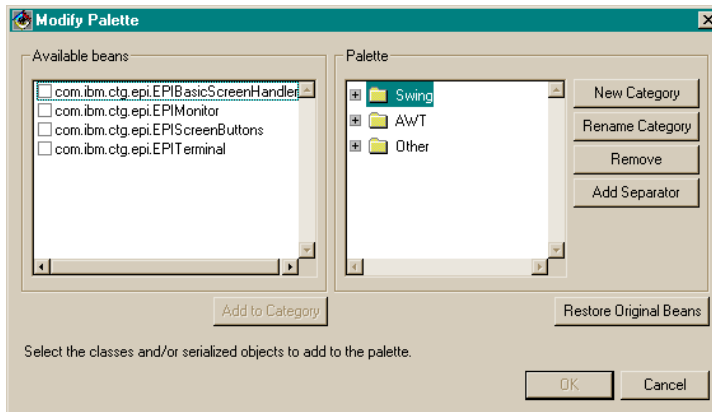 Modify Palette
Available beans
com.ibm.ctg.epi.EPIBasicScreenHandler
com.ibm.ctg.epi.EPIMonitor
com.ibm.ctg.epi.EPIScreenButtons
com.ibm.ctg.epi.EPITerminal
Add to Category
Palette
Swing
AWT
Other
New Category
Rename Category
Remove
Add Separator
Restore Original Beans
Select the classes and/or serialized objects to add to the palette.
OK
Cancel